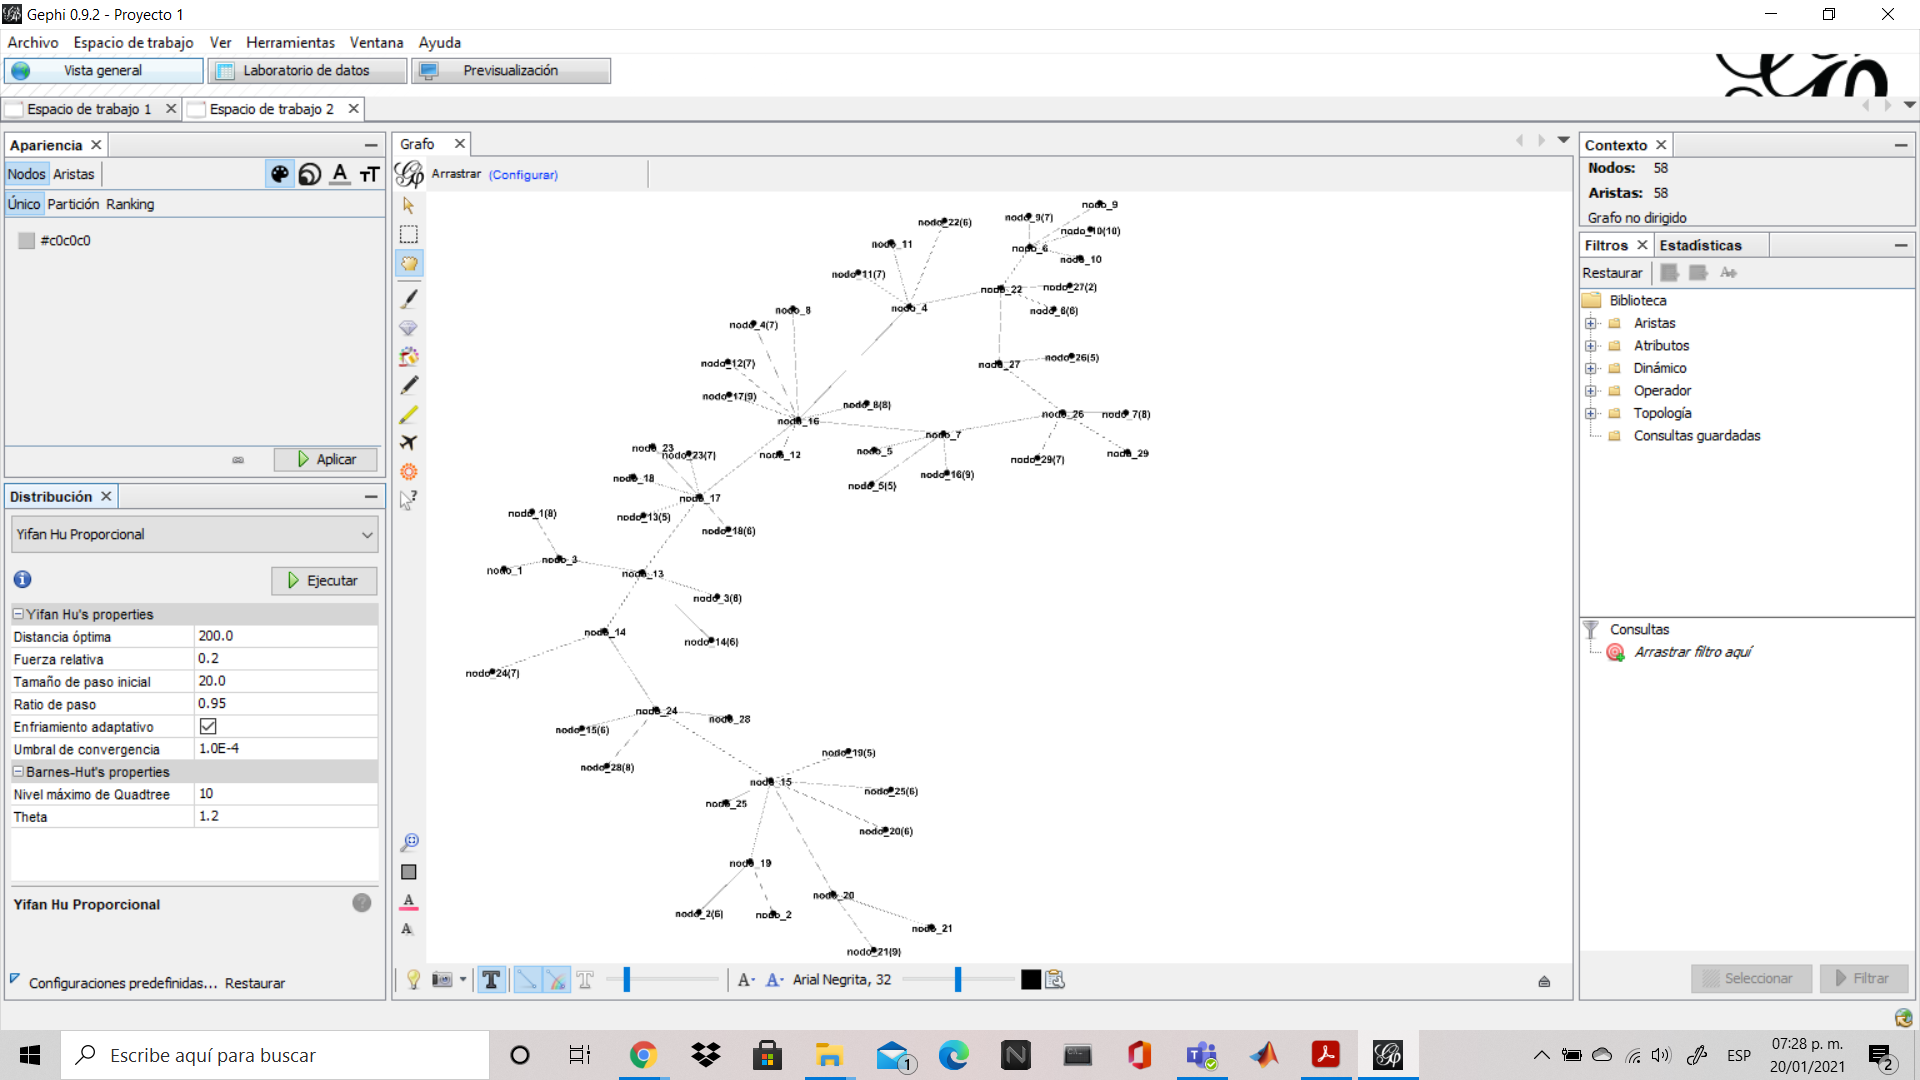 Gephi 0.9.2 - Proyecto 1
Archivo Espacio de trabajo Ver Herramientas Ventana Ayuda
Vista general Laboratorio de datos Previsualización
Espacio de trabajo 1 Espacio de trabajo 2
Apariencia
Nodos Aristas
Único Partición Ranking
#c0c0c0
Aplicar
Distribución
Yifan Hu Proporcional
Ejecutar
Yifan Hu's properties
Distancia óptima 200.0
Fuerza relativa 0.2
Tamaño de paso inicial 20.0
Ratio de paso 0.95
Enfriamiento adaptativo
Umbral de convergencia 1.0E-4
Barnes-Hut's properties
Nivel máximo de Quadtree 10
Theta 1.2
Yifan Hu Proporcional
Configuraciones predefinidas... Restaurar
Grafo
Arrastrar (Configurar)
nodo_9
nodo_9(7)
nodo_22(6)
nodo_10(10)
nodo_11
nodo_6
nodo_10
nodo_11(7)
nodo_27(2)
nodo_22
nodo_4
nodo_8
nodo_6(6)
nodo_4(7)
nodo_26(5)
nodo_12(7)
nodo_27
nodo_17(9)
nodo_8(8)
nodo_26
nodo_7(8)
nodo_16
nodo_7
nodo_23
nodo_5
nodo_29
nodo_23(7)
nodo_12
nodo_29(7)
nodo_16(9)
nodo_18
nodo_5(5)
nodo_17
nodo_1(8)
nodo_13(5)
nodo_18(6)
nodo_3
nodo_1
nodo_13
nodo_3(6)
nodo_14
nodo_14(6)
nodo_24(7)
nodo_24
nodo_28
nodo_15(6)
nodo_19(5)
nodo_28(8)
nodo_15
nodo_25(6)
nodo_25
nodo_20(6)
nodo_19
nodo_20
nodo_2(6)
nodo_2
nodo_21
nodo_21(9)
Arial Negrita, 32
Contexto
Nodos: 58
Aristas: 58
Grafo no dirigido
Filtros Estadísticas
Restaurar
Biblioteca
Aristas
Atributos
Dinámico
Operador
Topología
Consultas guardadas
Consultas
Arrastrar filtro aquí
Seleccionar Filtrar
Escribe aquí para buscar
1
ESP
07:28 p. m.
20/01/2021
2